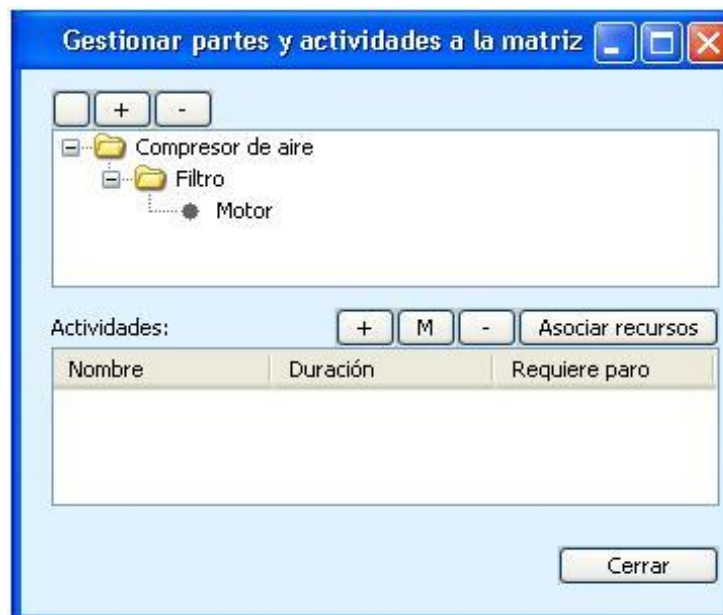 Gestionar partes y actividades a la matriz
+ -
Compresor de aire
Filtro
Motor
Actividades: + M - Asociar recursos
Nombre Duración Requiere paro
Cerrar